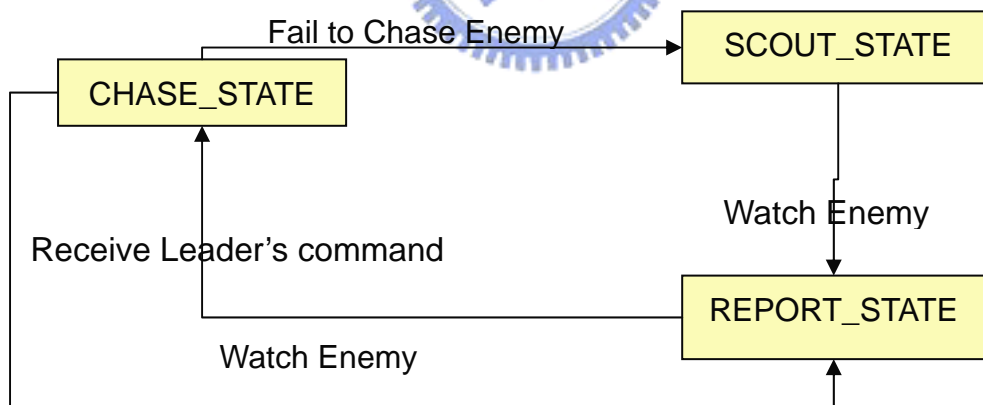 Fail to Chase Enemy
SCOUT_STATE
CHASE_STATE
Watch Enemy
Receive Leader’s command
REPORT_STATE
Watch Enemy